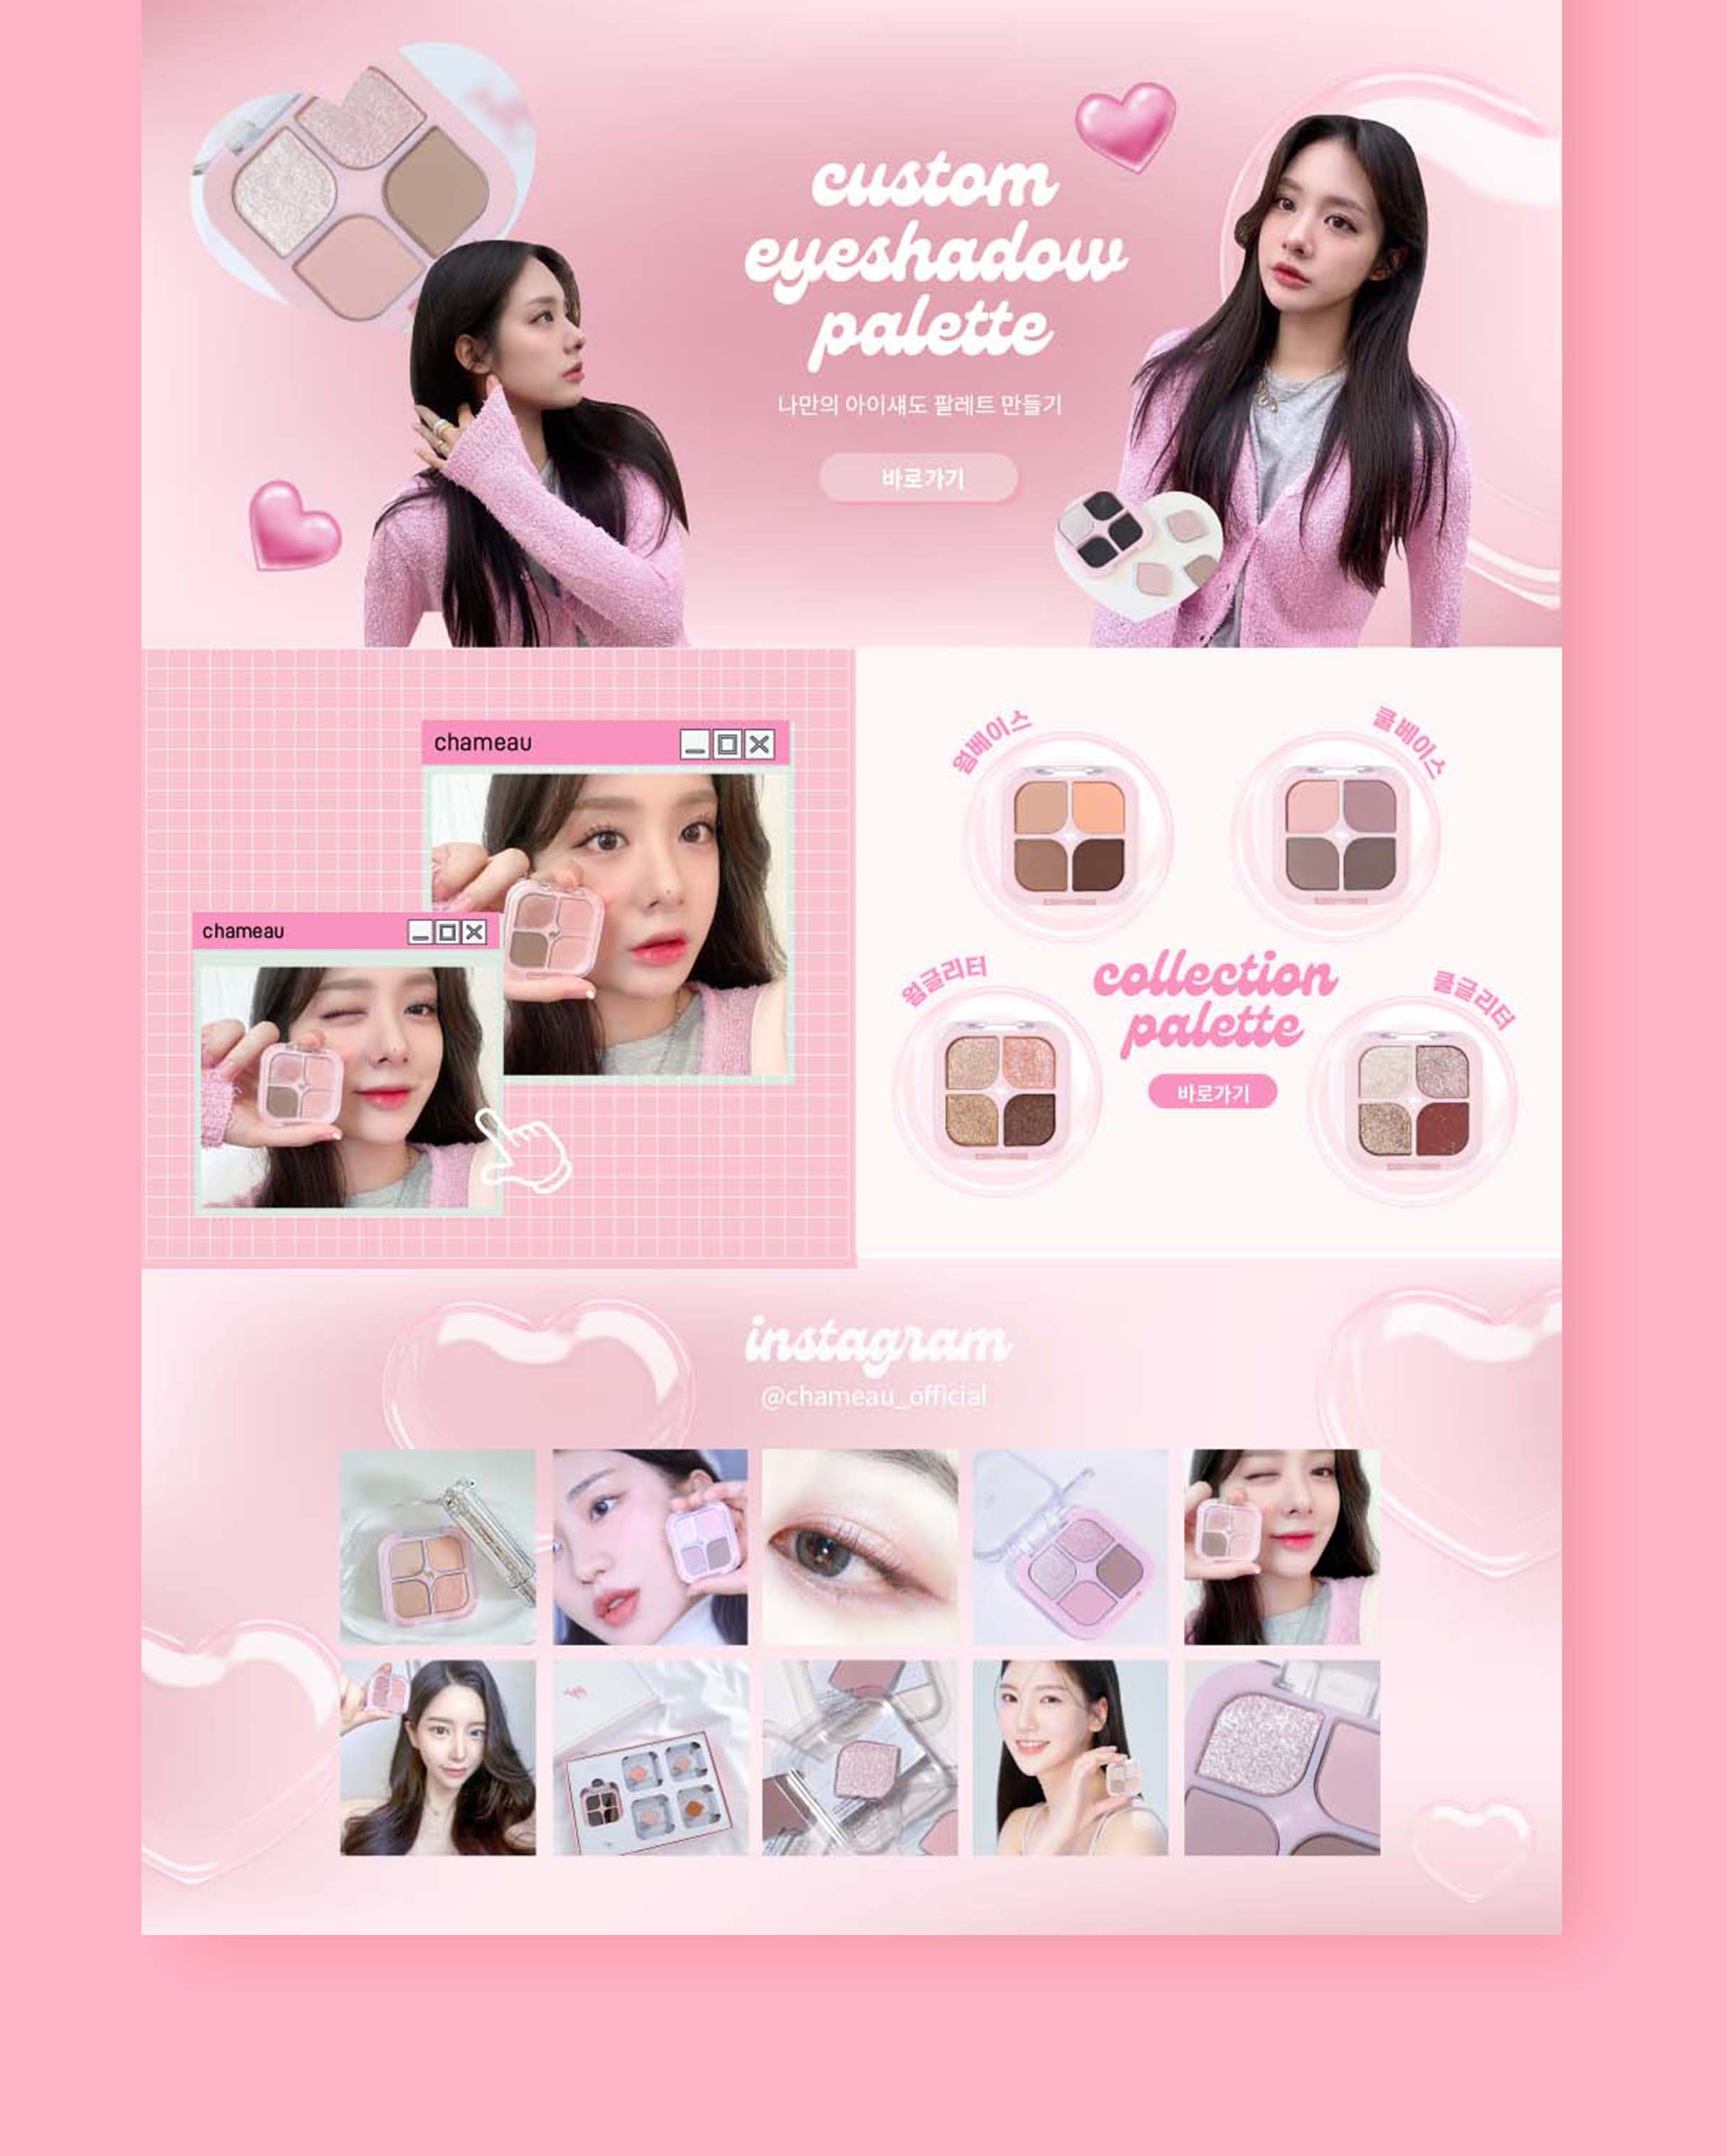 custom
eyeshadow
palette
나만의 아이섀도 팔레트 만들기
바로가기
chameau
chameau
웜베이스
쿨베이스
웜글리터
쿨글리터
collection
palette
바로가기
instagram
@chameau_official